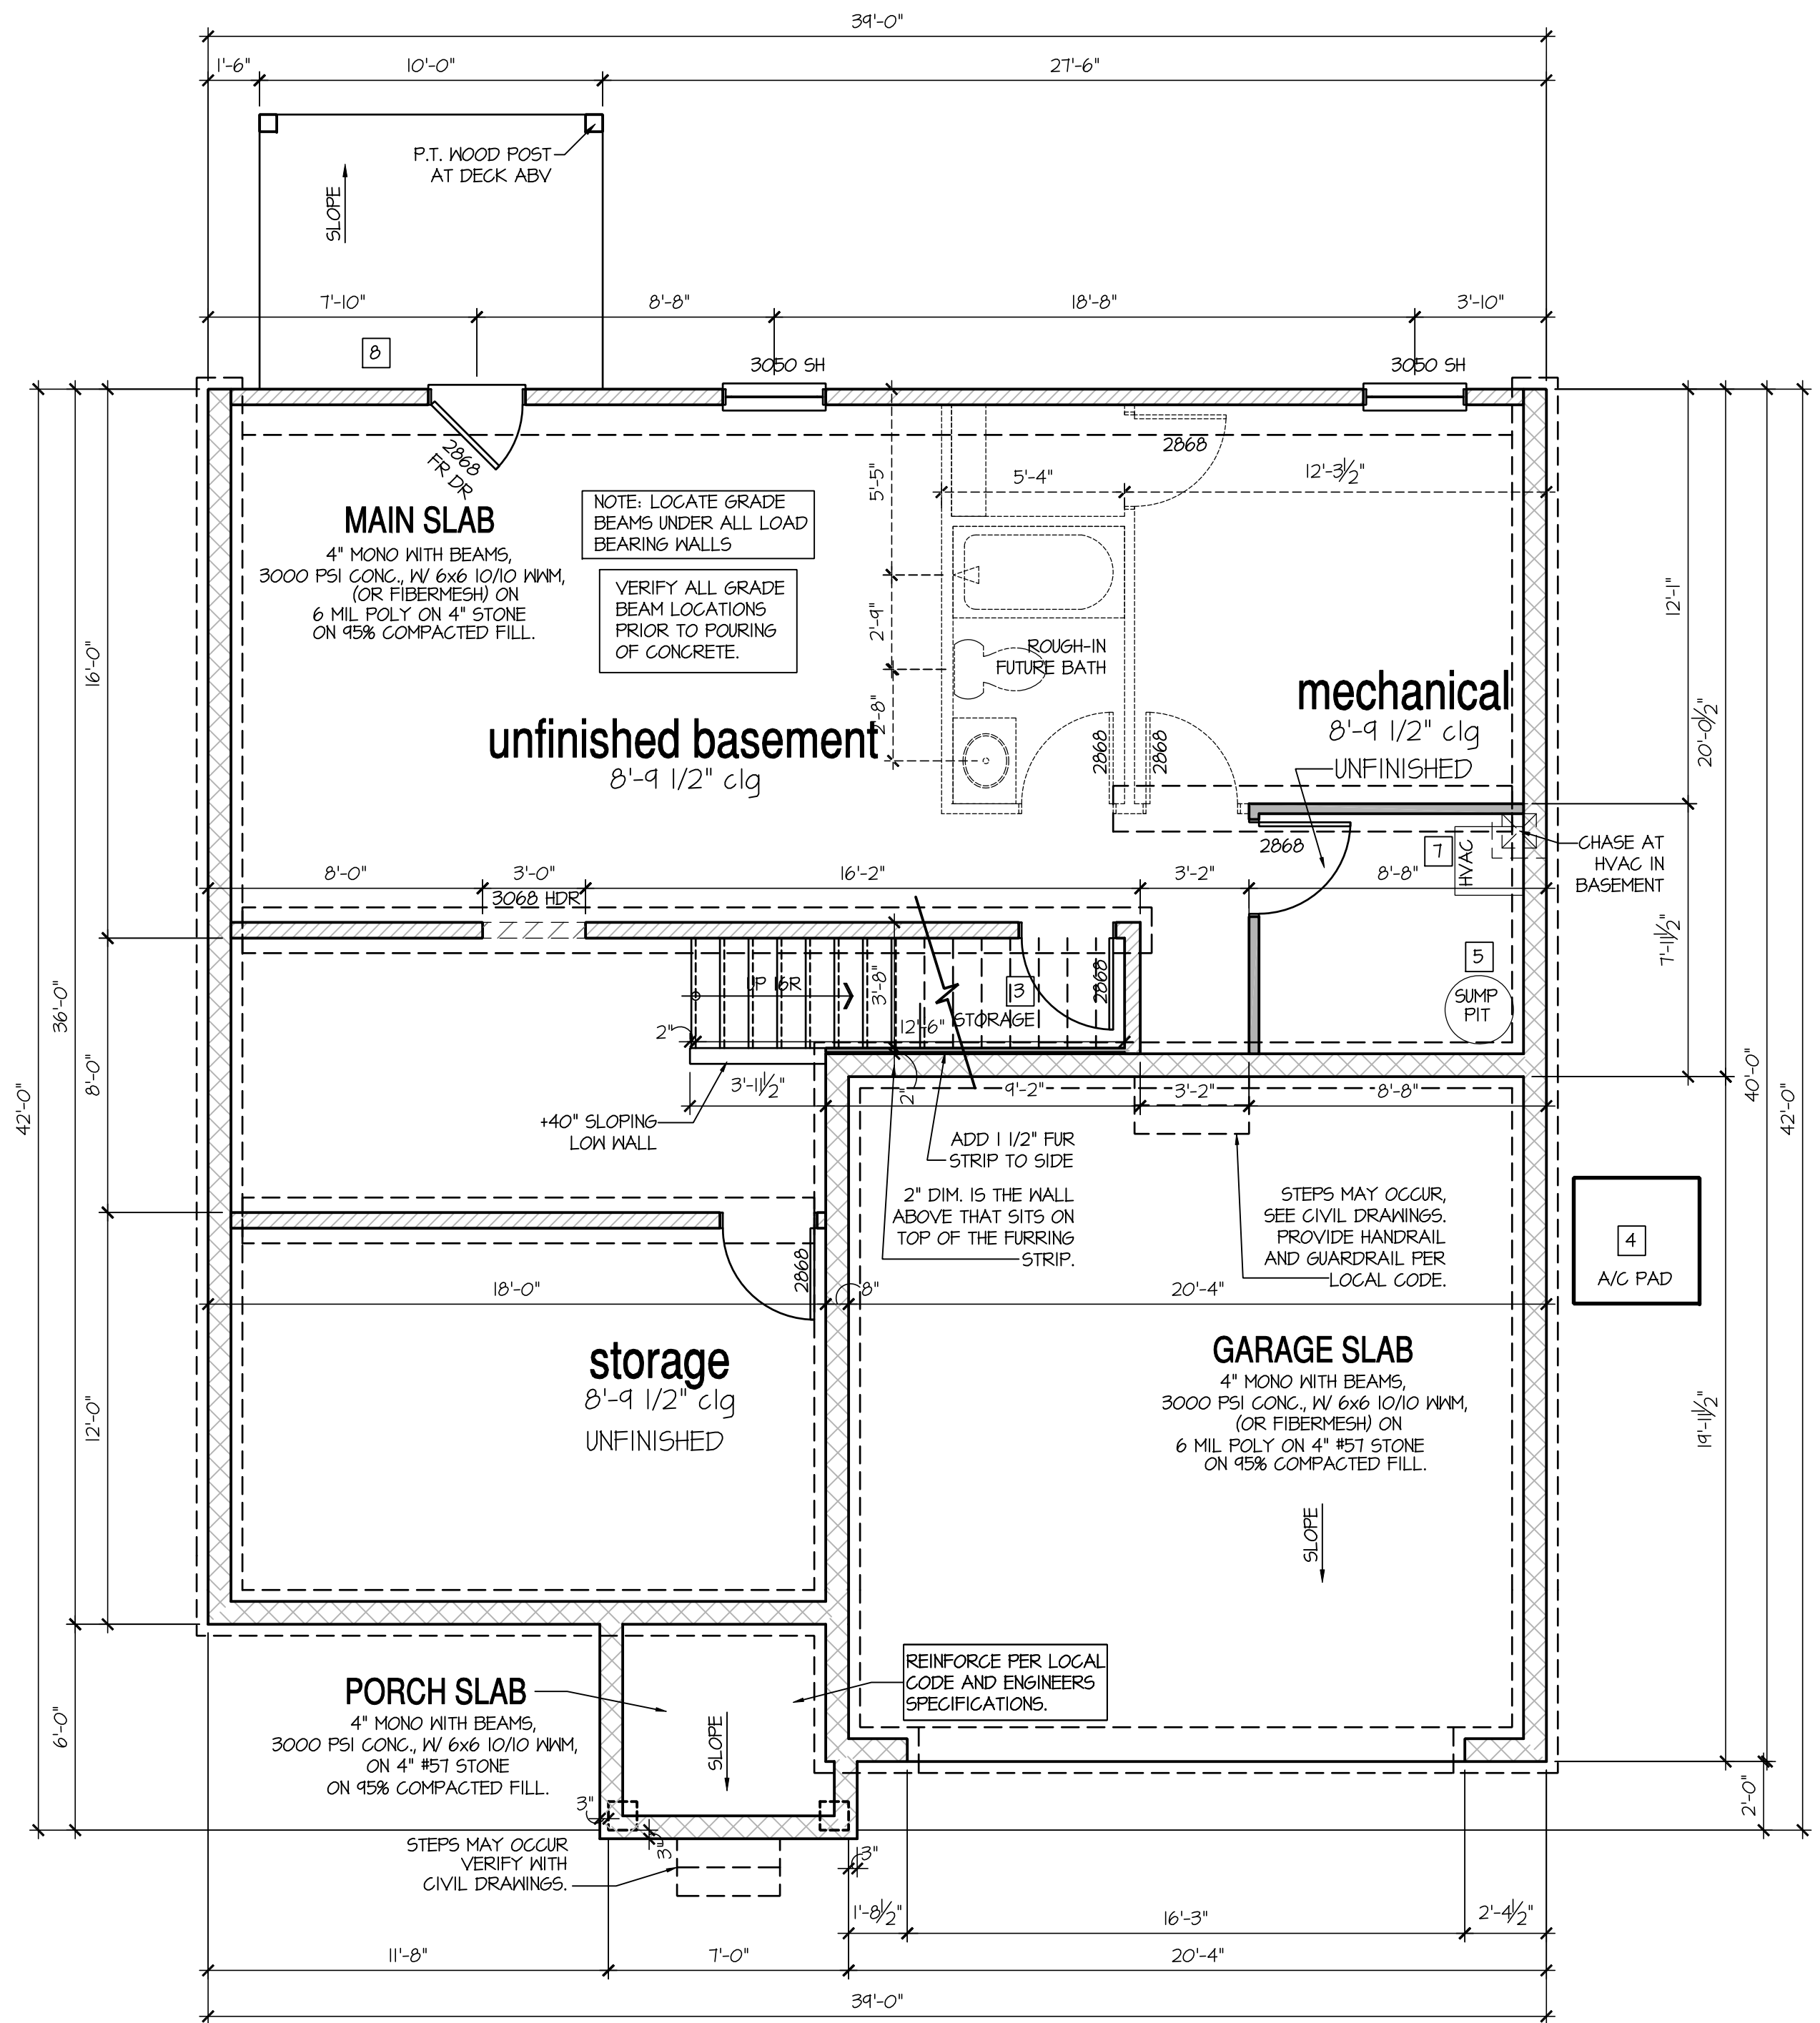 39'-0"
1'-6"
10'-0"
27'-6"
P.T. WOOD POST
AT DECK ABV
SLOPE
7'-10"
8'-8"
18'-8"
3'-10"
8
3050 SH
3050 SH
2868
FR DR
2868
5'-5"
5'-4"
12'-3½"
MAIN SLAB
4" MONO WITH BEAMS,
3000 PSI CONC., W/ 6x6 10/10 WWM,
(OR FIBERMESH) ON
6 MIL POLY ON 4" STONE
ON 95% COMPACTED FILL.
NOTE: LOCATE GRADE
BEAMS UNDER ALL LOAD
BEARING WALLS
VERIFY ALL GRADE
BEAM LOCATIONS
PRIOR TO POURING
OF CONCRETE.
2'-9"
ROUGH-IN
FUTURE BATH
2'-8"
unfinished basement
8'-9 1/2" clg
mechanical
8'-9 1/2" clg
UNFINISHED
2868
2868
12'-1"
20'-0½"
16'-0"
2868
7
HVAC
CHASE AT
HVAC IN
BASEMENT
8'-0"
3'-0"
16'-2"
3'-2"
8'-8"
3068 HDR
7'-11½"
5
SUMP
PIT
UP 16R
3'-8"
3
STORAGE
2868
2"
12'-6"
36'-0"
8'-0"
42'-0"
40'-0"
42'-0"
3'-11½"
2"
9'-2"
3'-2"
8'-8"
+40" SLOPING
LOW WALL
ADD 1 1/2" FUR
STRIP TO SIDE
2" DIM. IS THE WALL
ABOVE THAT SITS ON
TOP OF THE FURRING
STRIP.
STEPS MAY OCCUR,
SEE CIVIL DRAWINGS.
PROVIDE HANDRAIL
AND GUARDRAIL PER
LOCAL CODE.
4
A/C PAD
2868
18'-0"
8"
20'-4"
storage
8'-9 1/2" clg
UNFINISHED
GARAGE SLAB
4" MONO WITH BEAMS,
3000 PSI CONC., W/ 6x6 10/10 WWM,
(OR FIBERMESH) ON
6 MIL POLY ON 4" #57 STONE
ON 95% COMPACTED FILL.
12'-0"
19'-11½"
SLOPE
PORCH SLAB
4" MONO WITH BEAMS,
3000 PSI CONC., W/ 6x6 10/10 WWM,
ON 4" #57 STONE
ON 95% COMPACTED FILL.
REINFORCE PER LOCAL
CODE AND ENGINEERS
SPECIFICATIONS.
SLOPE
6'-0"
2'-0"
3"
3"
3"
STEPS MAY OCCUR
VERIFY WITH
CIVIL DRAWINGS.
1'-8½"
16'-3"
2'-4½"
11'-8"
7'-0"
20'-4"
39'-0"